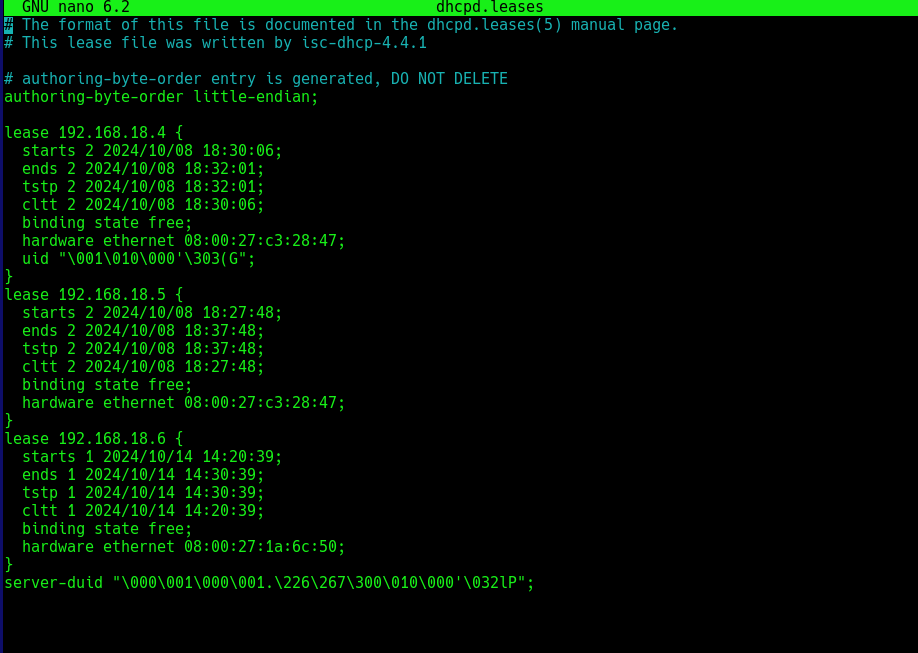 GNU nano 6.2 dhcpd.leases
# The format of this file is documented in the dhcpd.leases(5) manual page.
# This lease file was written by isc-dhcp-4.4.1

# authoring-byte-order entry is generated, DO NOT DELETE
authoring-byte-order little-endian;

lease 192.168.18.4 {
  starts 2 2024/10/08 18:30:06;
  ends 2 2024/10/08 18:32:01;
  tstp 2 2024/10/08 18:32:01;
  cltt 2 2024/10/08 18:30:06;
  binding state free;
  hardware ethernet 08:00:27:c3:28:47;
  uid "\001\010\000'\303(G";
}
lease 192.168.18.5 {
  starts 2 2024/10/08 18:27:48;
  ends 2 2024/10/08 18:37:48;
  tstp 2 2024/10/08 18:37:48;
  cltt 2 2024/10/08 18:27:48;
  binding state free;
  hardware ethernet 08:00:27:c3:28:47;
}
lease 192.168.18.6 {
  starts 1 2024/10/14 14:20:39;
  ends 1 2024/10/14 14:30:39;
  tstp 1 2024/10/14 14:30:39;
  cltt 1 2024/10/14 14:20:39;
  binding state free;
  hardware ethernet 08:00:27:1a:6c:50;
}
server-duid "\000\001\000\001.\226\267\300\010\000'\032lP";